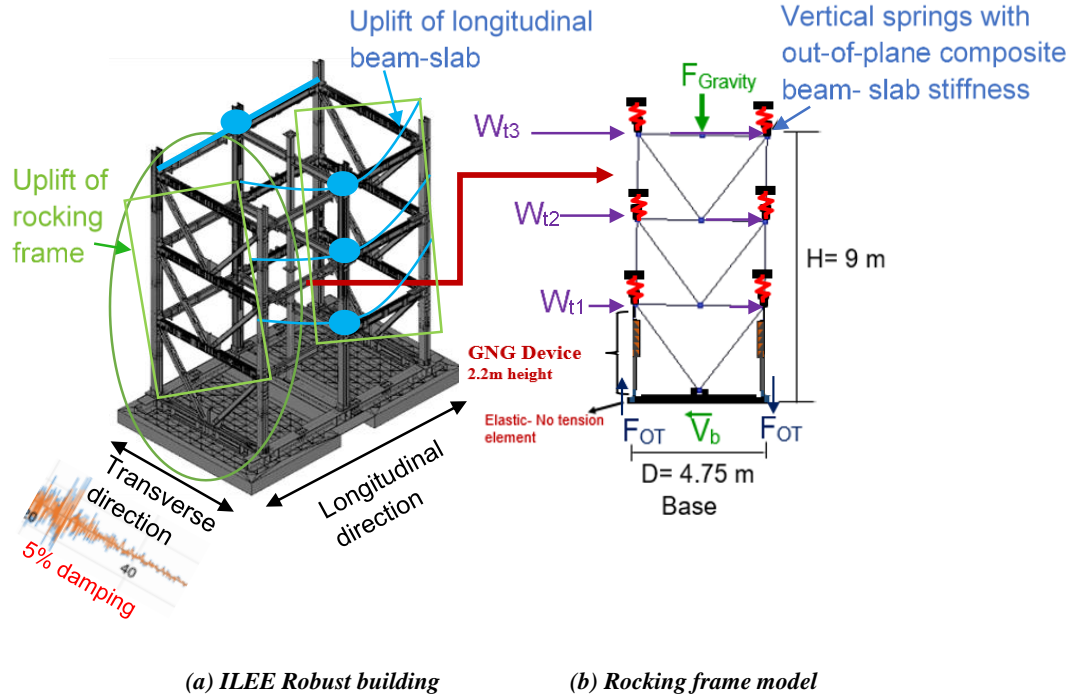 Uplift of longitudinal
beam-slab
Uplift of
rocking
frame
Transverse
direction
Longitudinal
direction
40
5% damping
(a) ILEE Robust building
Vertical springs with
out-of-plane composite
beam- slab stiffness
FGravity
Wt3
Wt2
Wt1
H= 9 m
GNG Device
2.2m height
Elastic- No tension
element
FOT
Vb
FOT
D= 4.75 m
Base
(b) Rocking frame model